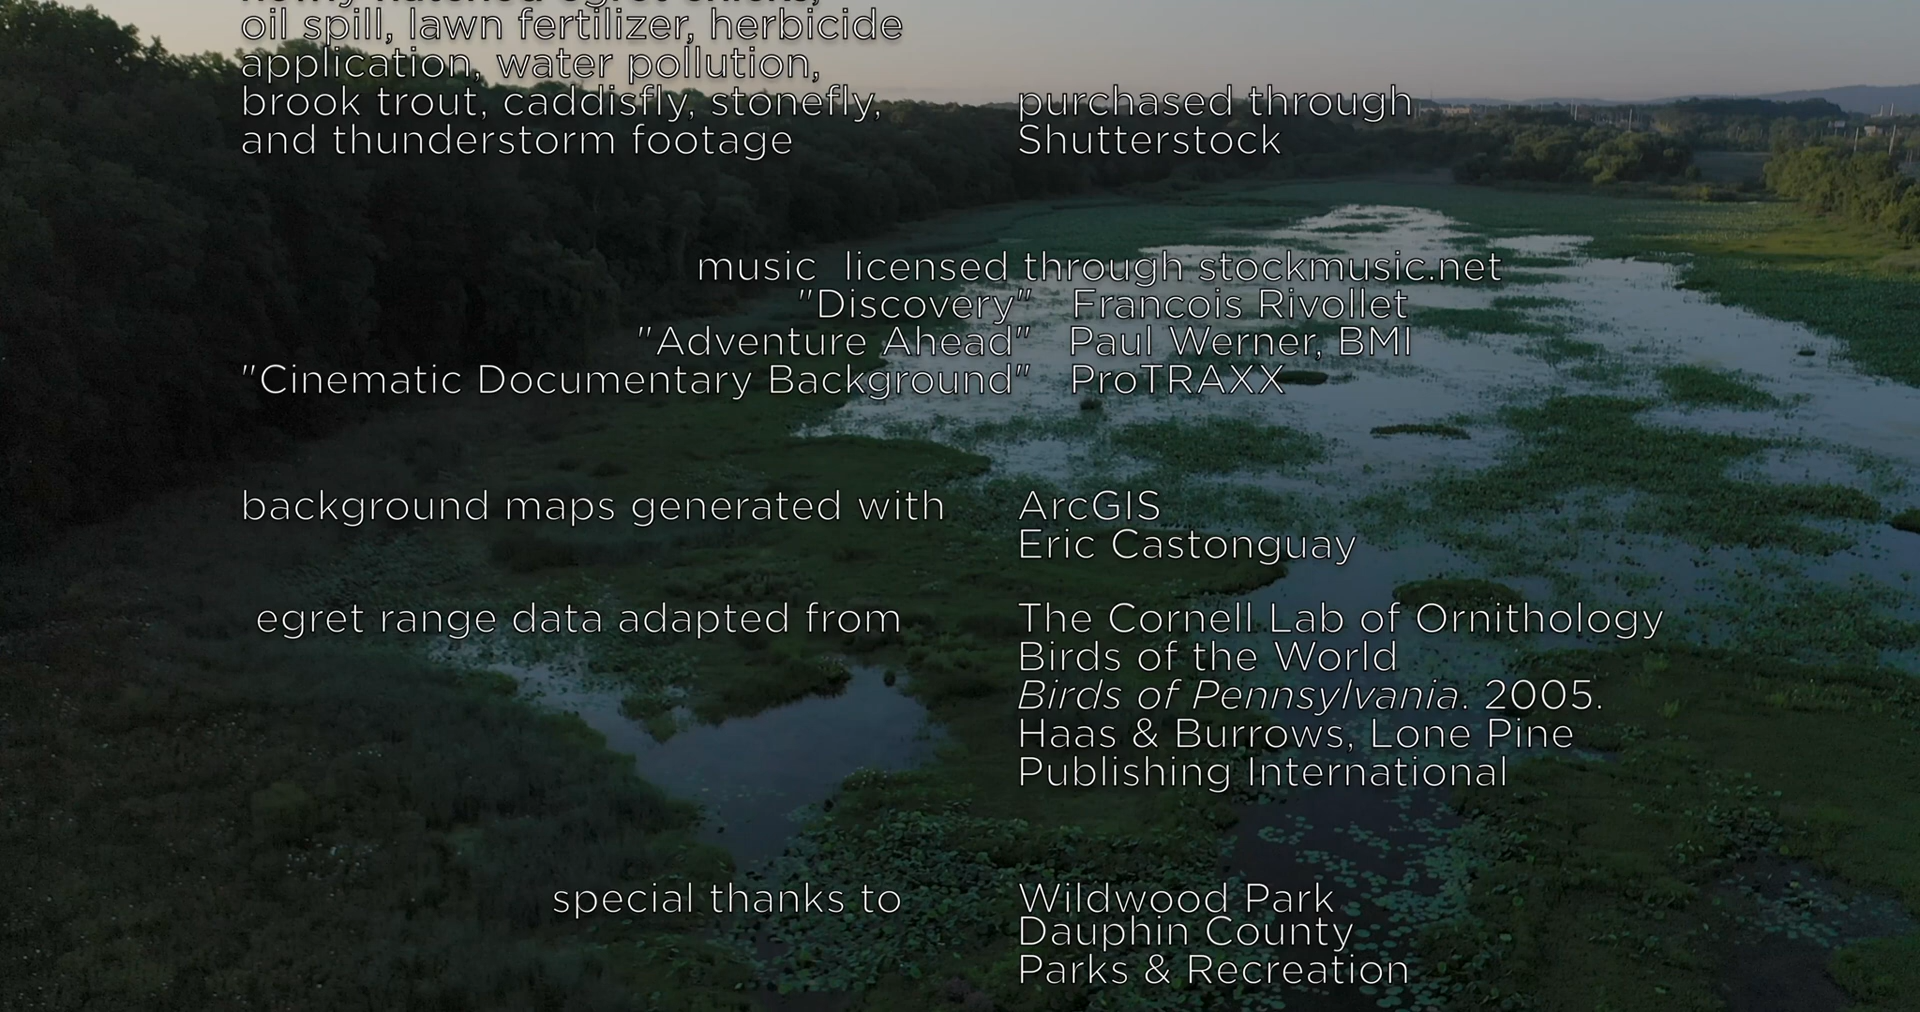 oil spill, lawn fertilizer, herbicide
application, water pollution,
brook trout, caddisfly, stonefly,
and thunderstorm footage
purchased through
Shutterstock
music licensed through stockmusic.net
"Discovery" Francois Rivollet
"Adventure Ahead" Paul Werner, BMI
"Cinematic Documentary Background" ProTRAXX
background maps generated with
ArcGIS
Eric Castonguay
egret range data adapted from
The Cornell Lab of Ornithology
Birds of the World
Birds of Pennsylvania. 2005.
Haas & Burrows, Lone Pine
Publishing International
special thanks to
Wildwood Park
Dauphin County
Parks & Recreation